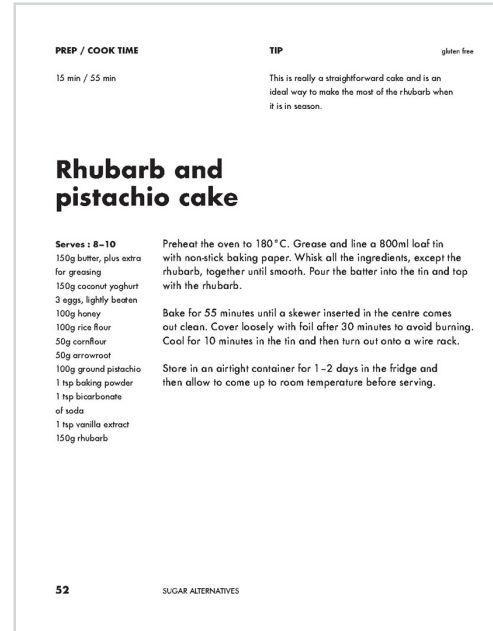 PREP / COOK TIME
15 min / 55 min
TIP
gluten free
This is really a straightforward cake and is an
ideal way to make the most of the rhubarb when
it is in season.
Rhubarb and
pistachio cake
Serves : 8–10
150g butter, plus extra
for greasing
150g coconut yoghurt
3 eggs, lightly beaten
100g honey
100g rice flour
50g cornflour
50g arrowroot
100g ground pistachio
1 tsp baking powder
1 tsp bicarbonate
of soda
1 tsp vanilla extract
150g rhubarb
Preheat the oven to 180°C. Grease and line a 800ml loaf tin
with non-stick baking paper. Whisk all the ingredients, except the
rhubarb, together until smooth. Pour the batter into the tin and top
with the rhubarb.
Bake for 55 minutes until a skewer inserted in the centre comes
out clean. Cover loosely with foil after 30 minutes to avoid burning.
Cool for 10 minutes in the tin and then turn out onto a wire rack.
Store in an airtight container for 1–2 days in the fridge and
then allow to come up to room temperature before serving.
52
SUGAR ALTERNATIVES